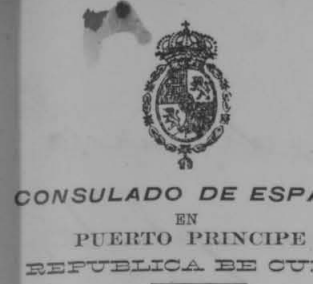 CONSULADO DE ESPA
EN
PUERTO PRINCIPE
REPUBLICA DE CU